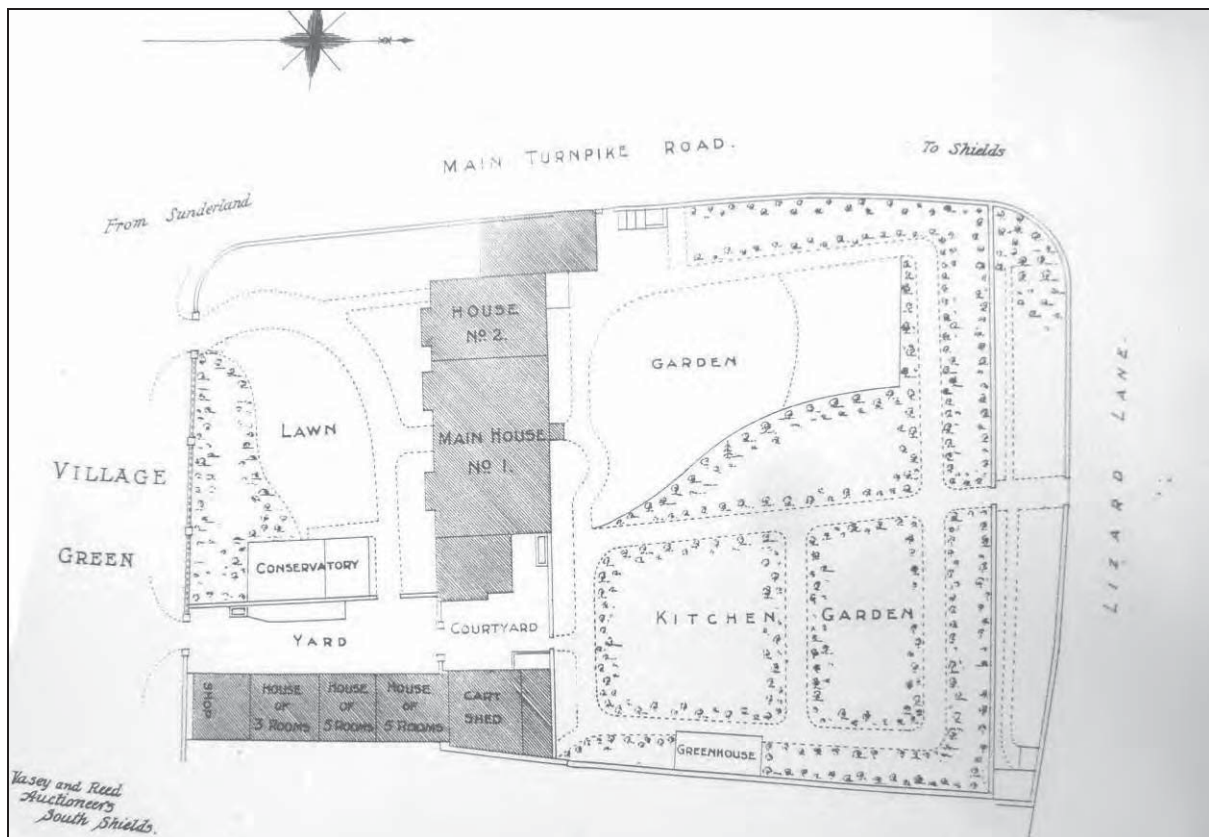 MAIN TURNPIKE ROAD.
To Shields
From Sunderland
HOUSE
No 2.
GARDEN
LAWN
MAIN HOUSE
No 1.
VILLAGE
GREEN
LIZARD LANE.
CONSERVATORY
YARD
COURTYARD
KITCHEN GARDEN
SHOP
HOUSE
OF
3 ROOMS
HOUSE
OF
5 ROOMS
HOUSE
OF
5 ROOMS
CART
SHED
GREENHOUSE
Vasey and Reed
Auctioneers
South Shields.